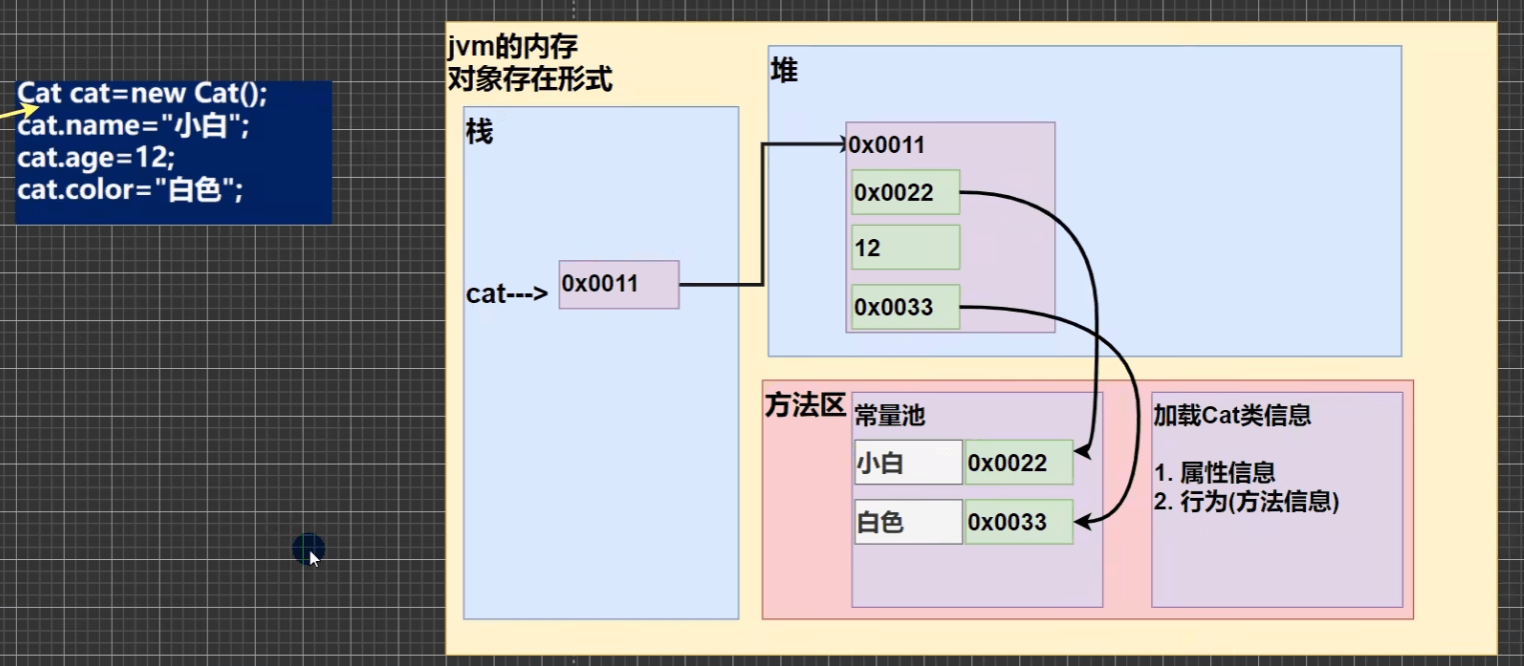 Cat cat=new Cat();
cat.name="小白";
cat.age=12;
cat.color="白色";
jvm的内存
对象存在形式
栈
cat--->
0x0011
堆
0x0011
0x0022
12
0x0033
方法区
常量池
小白
0x0022
白色
0x0033
加载Cat类信息
1. 属性信息
2. 行为(方法信息)